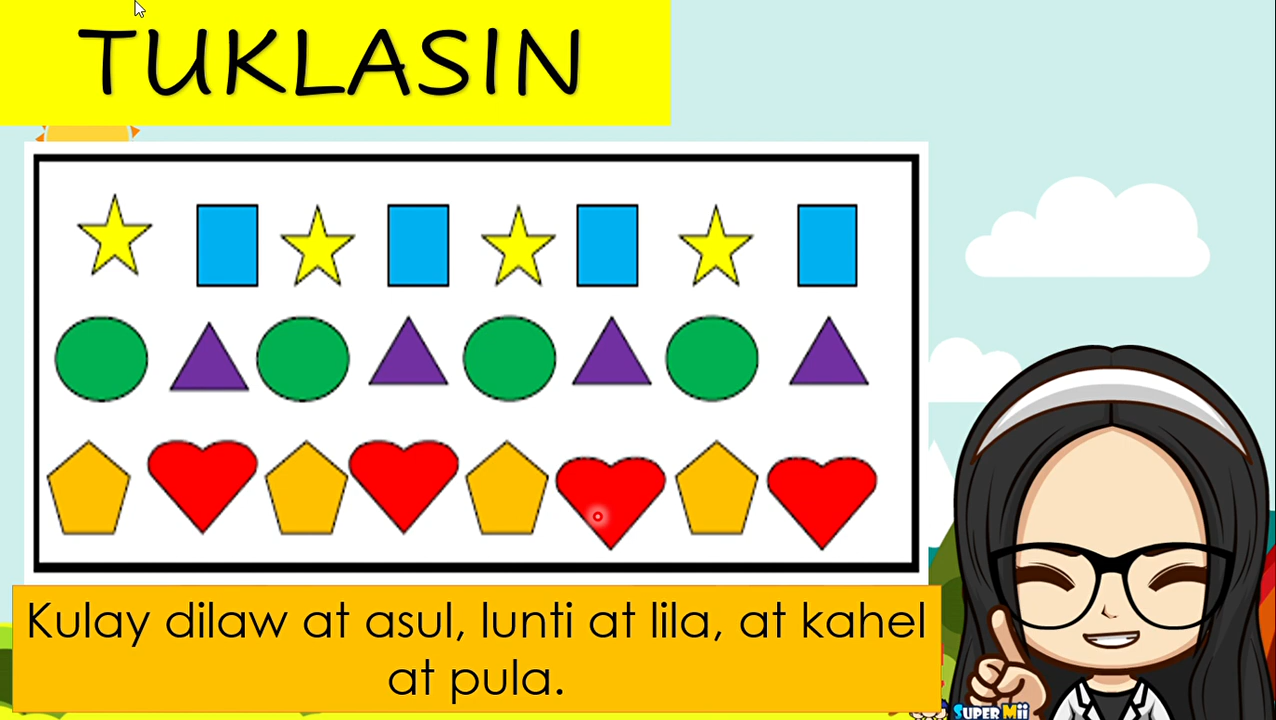 TUKLASIN
Kulay dilaw at asul, lunti at lila, at kahel
at pula.
SUPER Mii